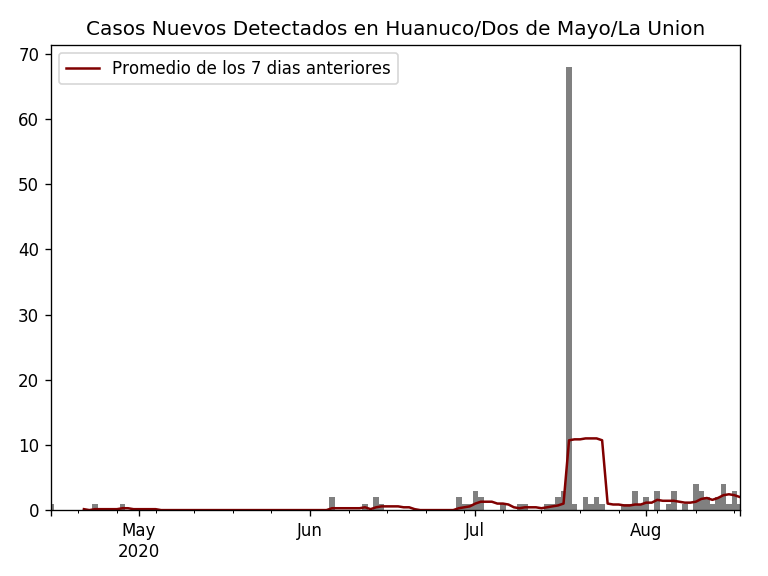 Casos Nuevos Detectados en Huanuco/Dos de Mayo/La Union
Promedio de los 7 dias anteriores
70
60
50
40
30
20
10
0
May
2020
Jun
Jul
Aug